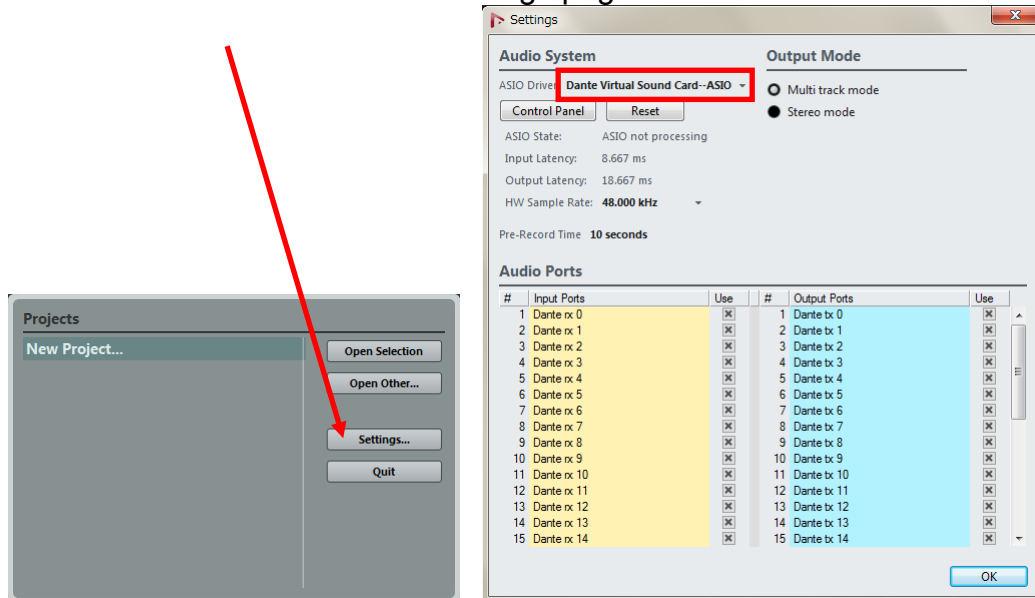 Settings
Audio System
Output Mode
ASIO Driver Dante Virtual Sound Card--ASIO
Multi track mode
Control Panel Reset
Stereo mode
ASIO State: ASIO not processing
Input Latency: 8.667 ms
Output Latency: 18.667 ms
HW Sample Rate: 48.000 kHz
Pre-Record Time 10 seconds
Audio Ports
# Input Ports Use # Output Ports Use
1 Dante rx 0 1 Dante tx 0
2 Dante rx 1 2 Dante tx 1
3 Dante rx 2 3 Dante tx 2
4 Dante rx 3 4 Dante tx 3
5 Dante rx 4 5 Dante tx 4
6 Dante rx 5 6 Dante tx 5
7 Dante rx 6 7 Dante tx 6
8 Dante rx 7 8 Dante tx 7
9 Dante rx 8 9 Dante tx 8
10 Dante rx 9 10 Dante tx 9
11 Dante rx 10 11 Dante tx 10
12 Dante rx 11 12 Dante tx 11
13 Dante rx 12 13 Dante tx 12
14 Dante rx 13 14 Dante tx 13
15 Dante rx 14 15 Dante tx 14
OK
Projects
New Project...
Open Selection
Open Other...
Settings...
Quit